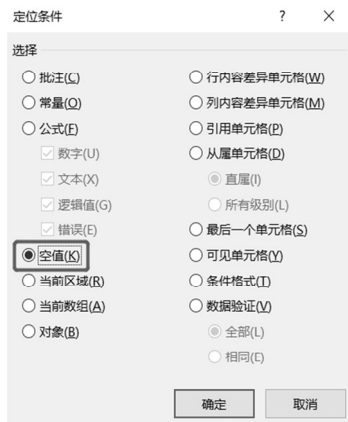 定位条件
?
×
选择
批注(C)
常量(O)
公式(F)
数字(U)
文本(X)
逻辑值(G)
错误(E)
空值(K)
当前区域(R)
当前数组(A)
对象(B)
行内容差异单元格(W)
列内容差异单元格(M)
引用单元格(P)
从属单元格(D)
直属(I)
所有级别(L)
最后一个单元格(S)
可见单元格(Y)
条件格式(T)
数据验证(V)
全部(L)
相同(E)
确定
取消